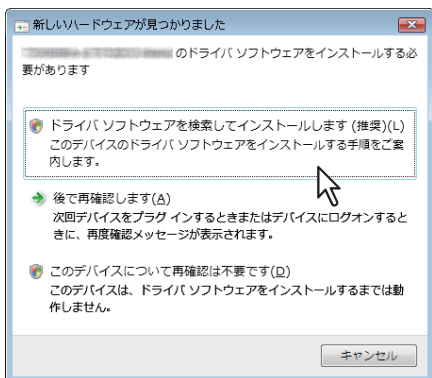 新しいハードウェアが見つかりました
のドライバ ソフトウェアをインストールする必
要があります
ドライバ ソフトウェアを検索してインストールします (推奨)(L)
このデバイスのドライバ ソフトウェアをインストールする手順をご案
内します。
後で再確認します(A)
次回デバイスをプラグ インするときまたはデバイスにログオンすると
きに、再度確認メッセージが表示されます。
このデバイスについて再確認は不要です(D)
このデバイスは、ドライバ ソフトウェアをインストールするまでは動
作しません。
キャンセル